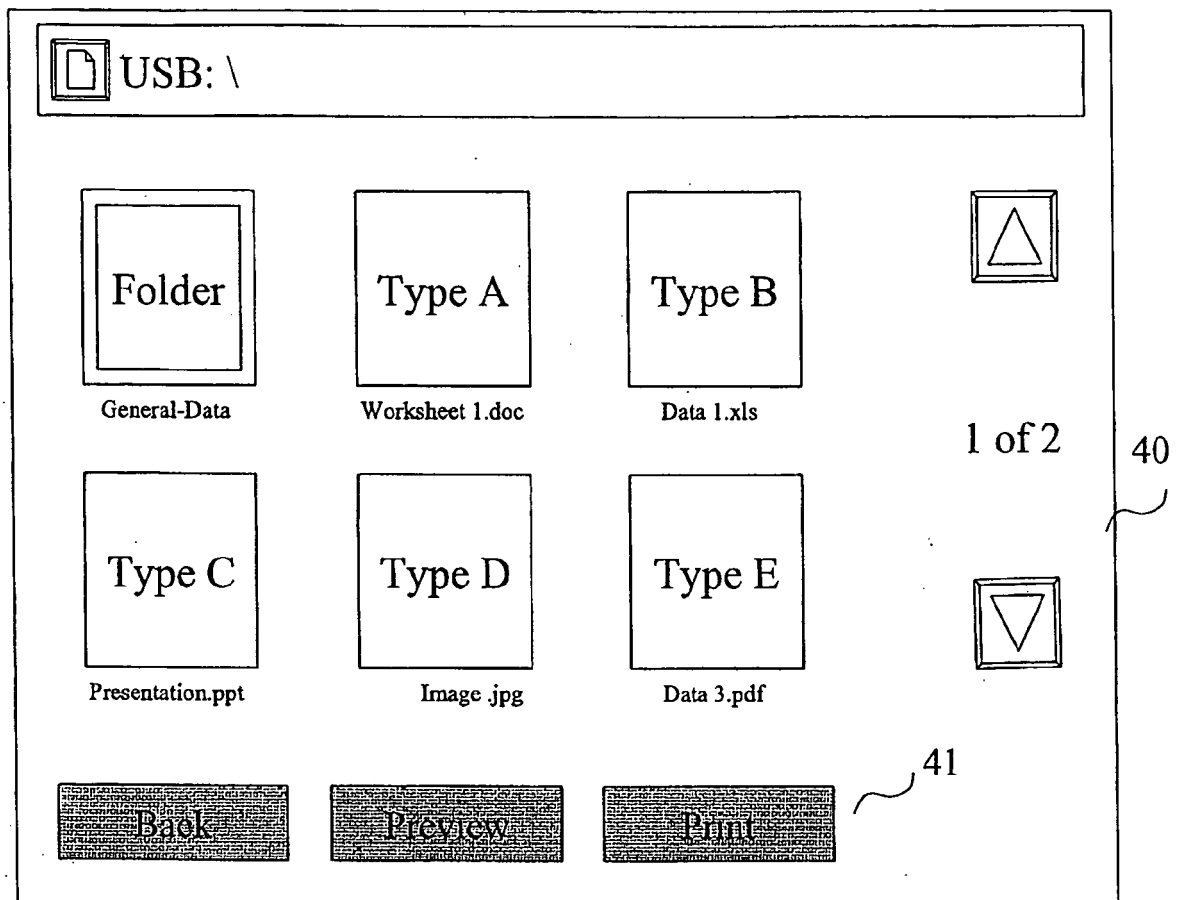 USB: \
Folder Type A Type B
General-Data Worksheet 1.doc Data 1.xls
1 of 2
40
Type C Type D Type E
Presentation.ppt Image .jpg Data 3.pdf
41
Back Preview Print